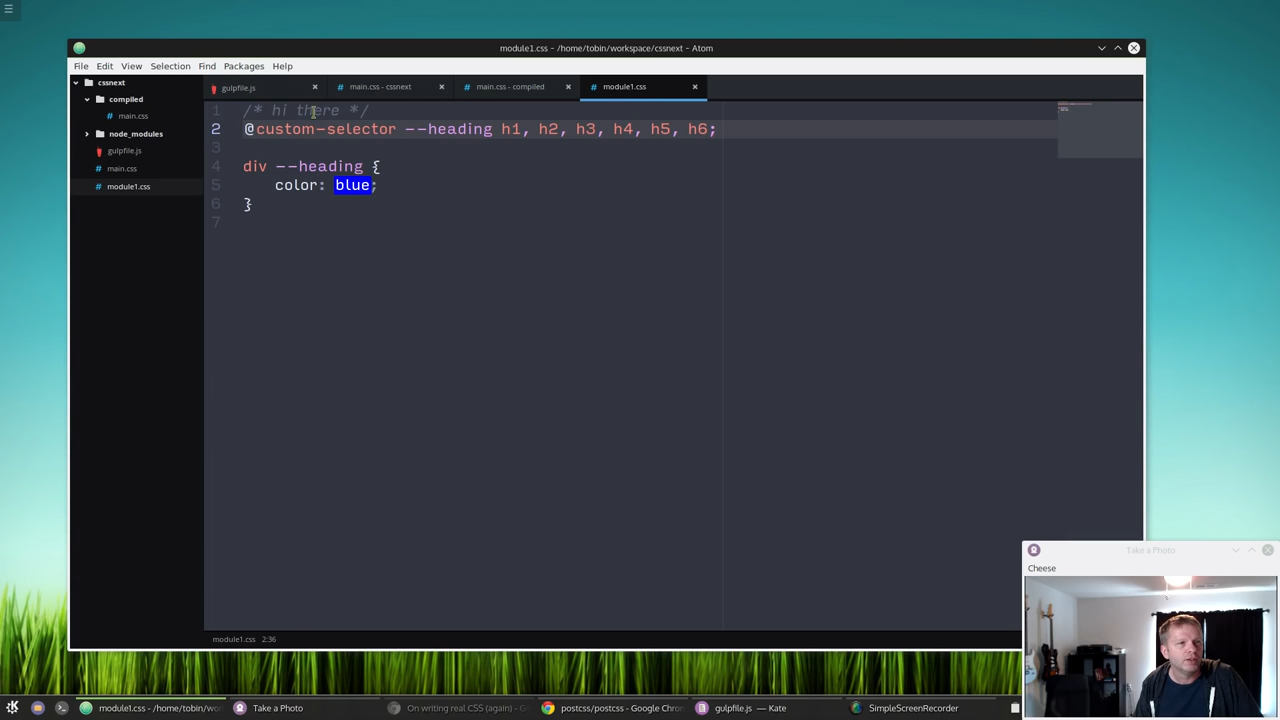 module1.css - /home/tobin/workspace/cssnext - Atom
File Edit View Selection Find Packages Help
cssnext
compiled
main.css
node_modules
gulpfile.js
main.css
module1.css
gulpfile.js
main.css - cssnext
main.css - compiled
module1.css
1 /* hi there */
2 @custom-selector --heading h1, h2, h3, h4, h5, h6;
3
4 div --heading {
5 color: blue;
6 }
7
module1.css 2:36
Take a Photo
Cheese
module1.css - /home/tobin/wor
Take a Photo
On writing real CSS (again) - G
postcss/postcss - Google Chron
gulpfile.js — Kate
SimpleScreenRecorder